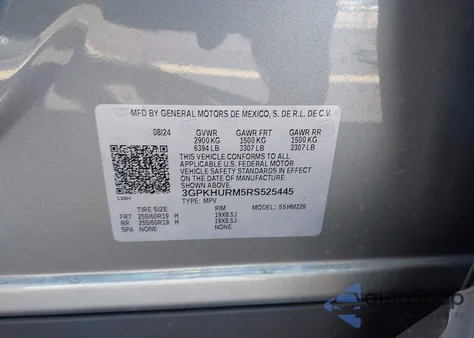 MFD BY GENERAL MOTORS DE MEXICO, S. DE R.L. DE C.V.
08/24 GVWR GAWR FRT GAWR RR
2900 KG 1500 KG 1500 KG
6394 LB 3307 LB 3307 LB
THIS VEHICLE CONFORMS TO ALL APPLICABLE
U.S. FEDERAL MOTOR
VEHICLE SAFETY STANDARDS IN EFFECT
ON THE DATE OF MANUFACTURE SHOWN ABOVE.
3GPKHURM5RS525445
TYPE: MPV MODEL: 5 5 HM226
TIRE SIZE RIM
FRT 255/60R19 H 19X8.5J
RR 255/60R19 H 19X8.5J
SPA NONE NONE